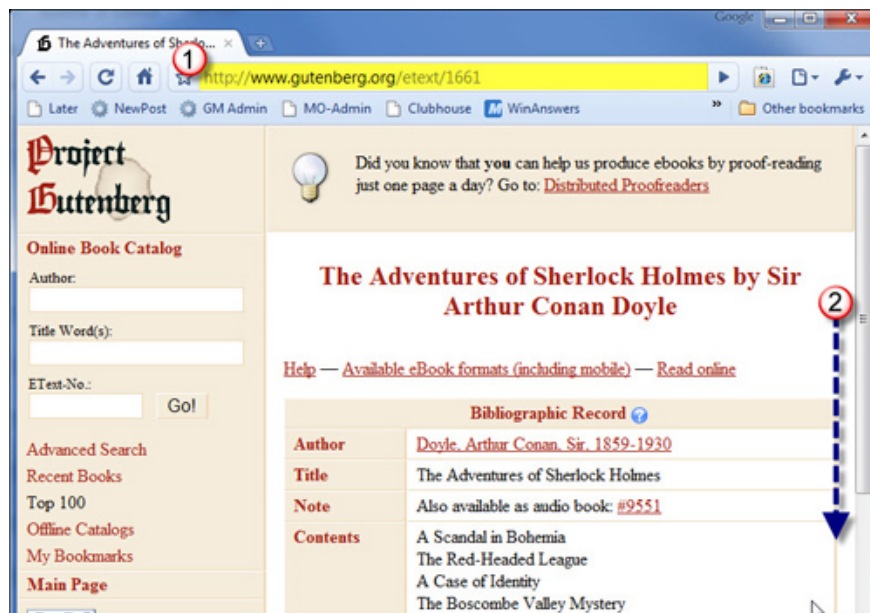 Google
The Adventures of Sherlo...
1
http://www.gutenberg.org/etext/1661
Later NewPost GM Admin MO-Admin Clubhouse WinAnswers » Other bookmarks
Project
Gutenberg
Did you know that you can help us produce ebooks by proof-reading
just one page a day? Go to: Distributed Proofreaders
Online Book Catalog
Author:
Title Word(s):
EText-No.:
Go!
Advanced Search
Recent Books
Top 100
Offline Catalogs
My Bookmarks
Main Page
The Adventures of Sherlock Holmes by Sir
Arthur Conan Doyle
2
Help — Available eBook formats (including mobile) — Read online
Bibliographic Record ?
Author Doyle, Arthur Conan, Sir, 1859-1930
Title The Adventures of Sherlock Holmes
Note Also available as audio book: #9551
Contents A Scandal in Bohemia
The Red-Headed League
A Case of Identity
The Boscombe Valley Mystery